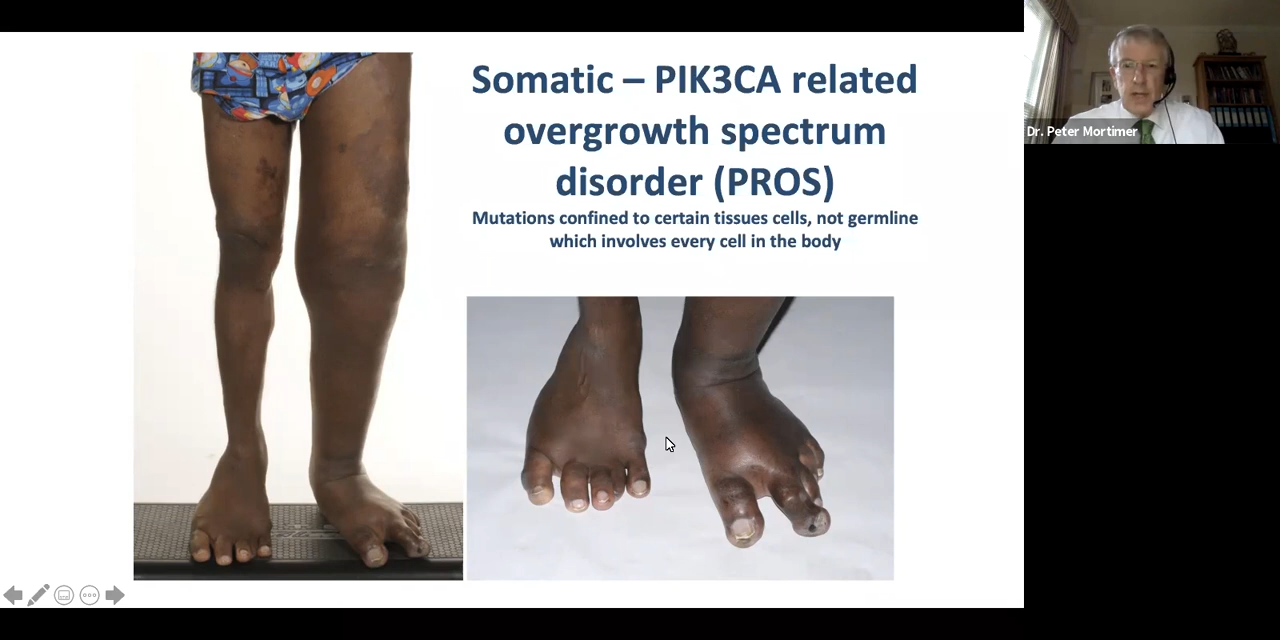 Somatic – PIK3CA related
overgrowth spectrum
disorder (PROS)
Mutations confined to certain tissues cells, not germline
which involves every cell in the body
Dr. Peter Mortimer